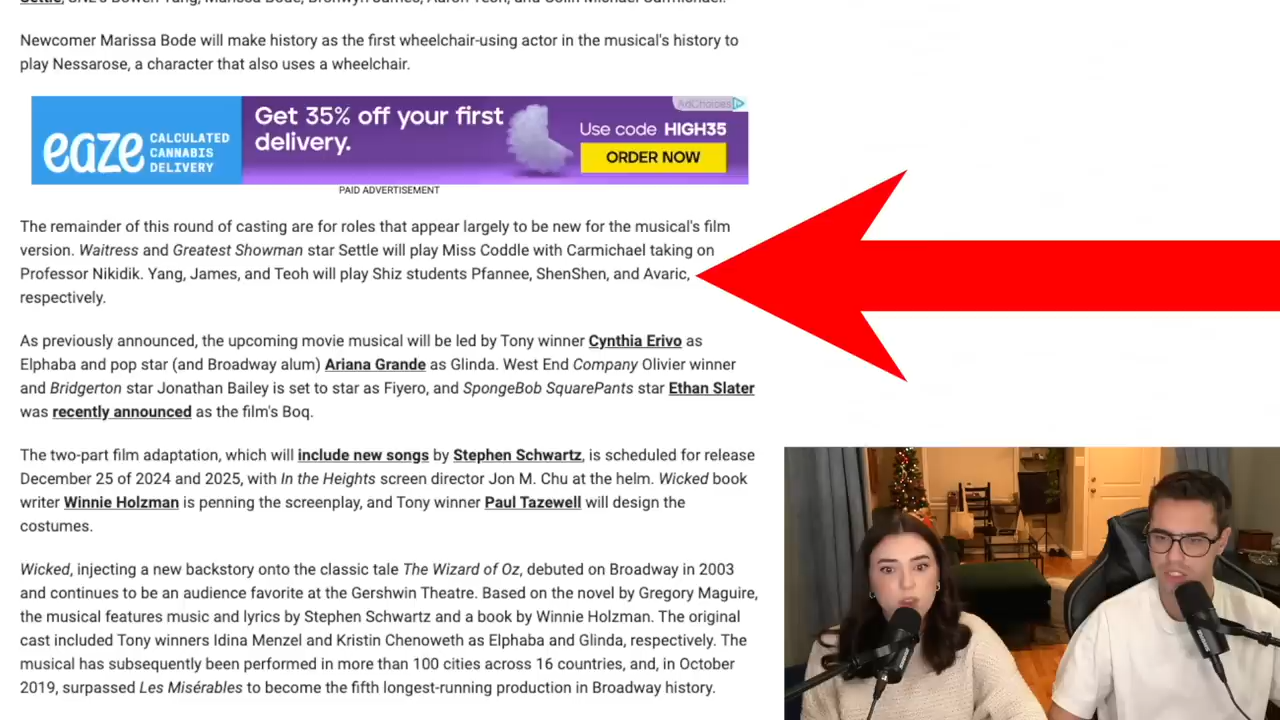 Settle, SNL's Bowen Yang, Marissa Bode, Bronwyn James, Aaron Teoh, and Colin Michael Carmichael.
Newcomer Marissa Bode will make history as the first wheelchair-using actor in the musical's history to
play Nessarose, a character that also uses a wheelchair.
eaze CALCULATED
CANNABIS
DELIVERY
Get 35% off your first
delivery.
AdChoices
Use code HIGH35
ORDER NOW
PAID ADVERTISEMENT
The remainder of this round of casting are for roles that appear largely to be new for the musical's film
version. Waitress and Greatest Showman star Settle will play Miss Coddle with Carmichael taking on
Professor Nikidik. Yang, James, and Teoh will play Shiz students Pfannee, ShenShen, and Avaric,
respectively.
As previously announced, the upcoming movie musical will be led by Tony winner Cynthia Erivo as
Elphaba and pop star (and Broadway alum) Ariana Grande as Glinda. West End Company Olivier winner
and Bridgerton star Jonathan Bailey is set to star as Fiyero, and SpongeBob SquarePants star Ethan Slater
was recently announced as the film's Boq.
The two-part film adaptation, which will include new songs by Stephen Schwartz, is scheduled for release
December 25 of 2024 and 2025, with In the Heights screen director Jon M. Chu at the helm. Wicked book
writer Winnie Holzman is penning the screenplay, and Tony winner Paul Tazewell will design the
costumes.
Wicked, injecting a new backstory onto the classic tale The Wizard of Oz, debuted on Broadway in 2003
and continues to be an audience favorite at the Gershwin Theatre. Based on the novel by Gregory Maguire,
the musical features music and lyrics by Stephen Schwartz and a book by Winnie Holzman. The original
cast included Tony winners Idina Menzel and Kristin Chenoweth as Elphaba and Glinda, respectively. The
musical has subsequently been performed in more than 100 cities across 16 countries, and, in October
2019, surpassed Les Misérables to become the fifth longest-running production in Broadway history.